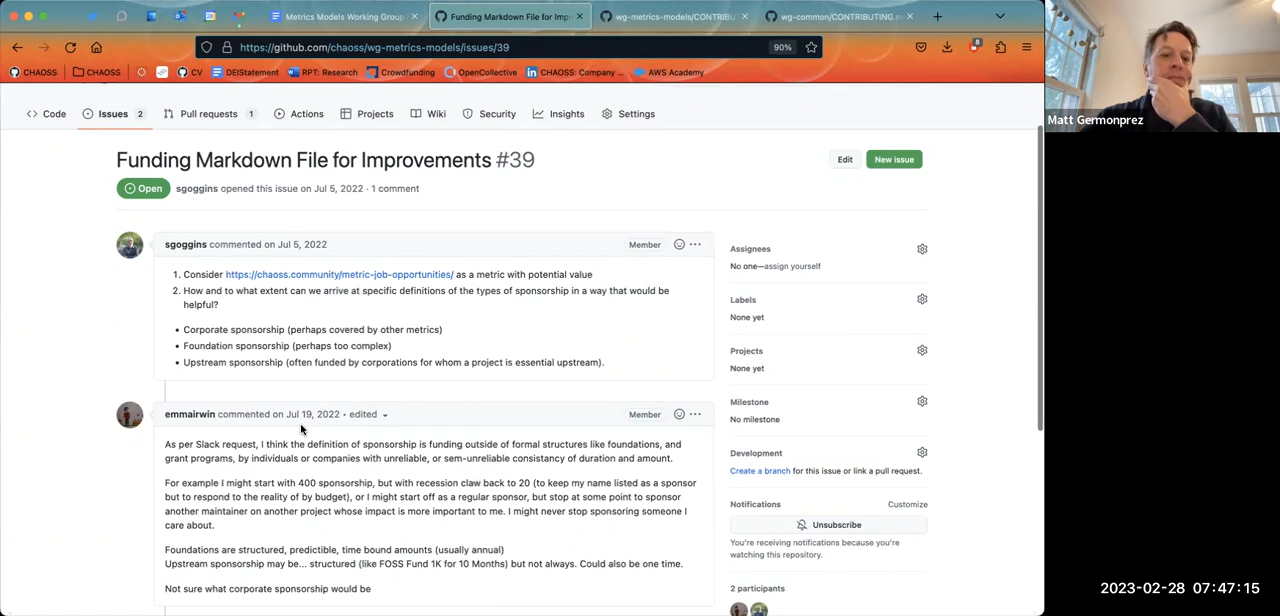 Metrics Models Working Group
Funding Markdown File for Impr
wg-metrics-models/CONTRIBU
wg-common/CONTRIBUTING.m
https://github.com/chaoss/wg-metrics-models/issues/39
90%
CHAOSS
CHAOSS
CV
DEIStatement
RPT: Research
Crowdfunding
OpenCollective
CHAOSS: Company ...
AWS Academy
Code
Issues 2
Pull requests 1
Actions
Projects
Wiki
Security
Insights
Settings
Funding Markdown File for Improvements #39
Edit
New issue
Open
sgoggins opened this issue on Jul 5, 2022 · 1 comment
sgoggins commented on Jul 5, 2022
Member
1. Consider https://chaoss.community/metric-job-opportunities/ as a metric with potential value
2. How and to what extent can we arrive at specific definitions of the types of sponsorship in a way that would be
helpful?
• Corporate sponsorship (perhaps covered by other metrics)
• Foundation sponsorship (perhaps too complex)
• Upstream sponsorship (often funded by corporations for whom a project is essential upstream).
emmairwin commented on Jul 19, 2022 • edited
Member
As per Slack request, I think the definition of sponsorship is funding outside of formal structures like foundations, and
grant programs, by individuals or companies with unreliable, or sem-unreliable consistancy of duration and amount.
For example I might start with 400 sponsorship, but with recession claw back to 20 (to keep my name listed as a sponsor
but to respond to the reality of by budget), or I might start off as a regular sponsor, but stop at some point to sponsor
another maintainer on another project whose impact is more important to me. I might never stop sponsoring someone I
care about.
Foundations are structured, predictible, time bound amounts (usually annual)
Upstream sponsorship may be... structured (like FOSS Fund 1K for 10 Months) but not always. Could also be one time.
Not sure what corporate sponsorship would be
Assignees
No one—assign yourself
Labels
None yet
Projects
None yet
Milestone
No milestone
Development
Create a branch for this issue or link a pull request.
Notifications
Customize
Unsubscribe
You're receiving notifications because you're
watching this repository.
2 participants
Matt Germonprez
2023-02-28 07:47:15